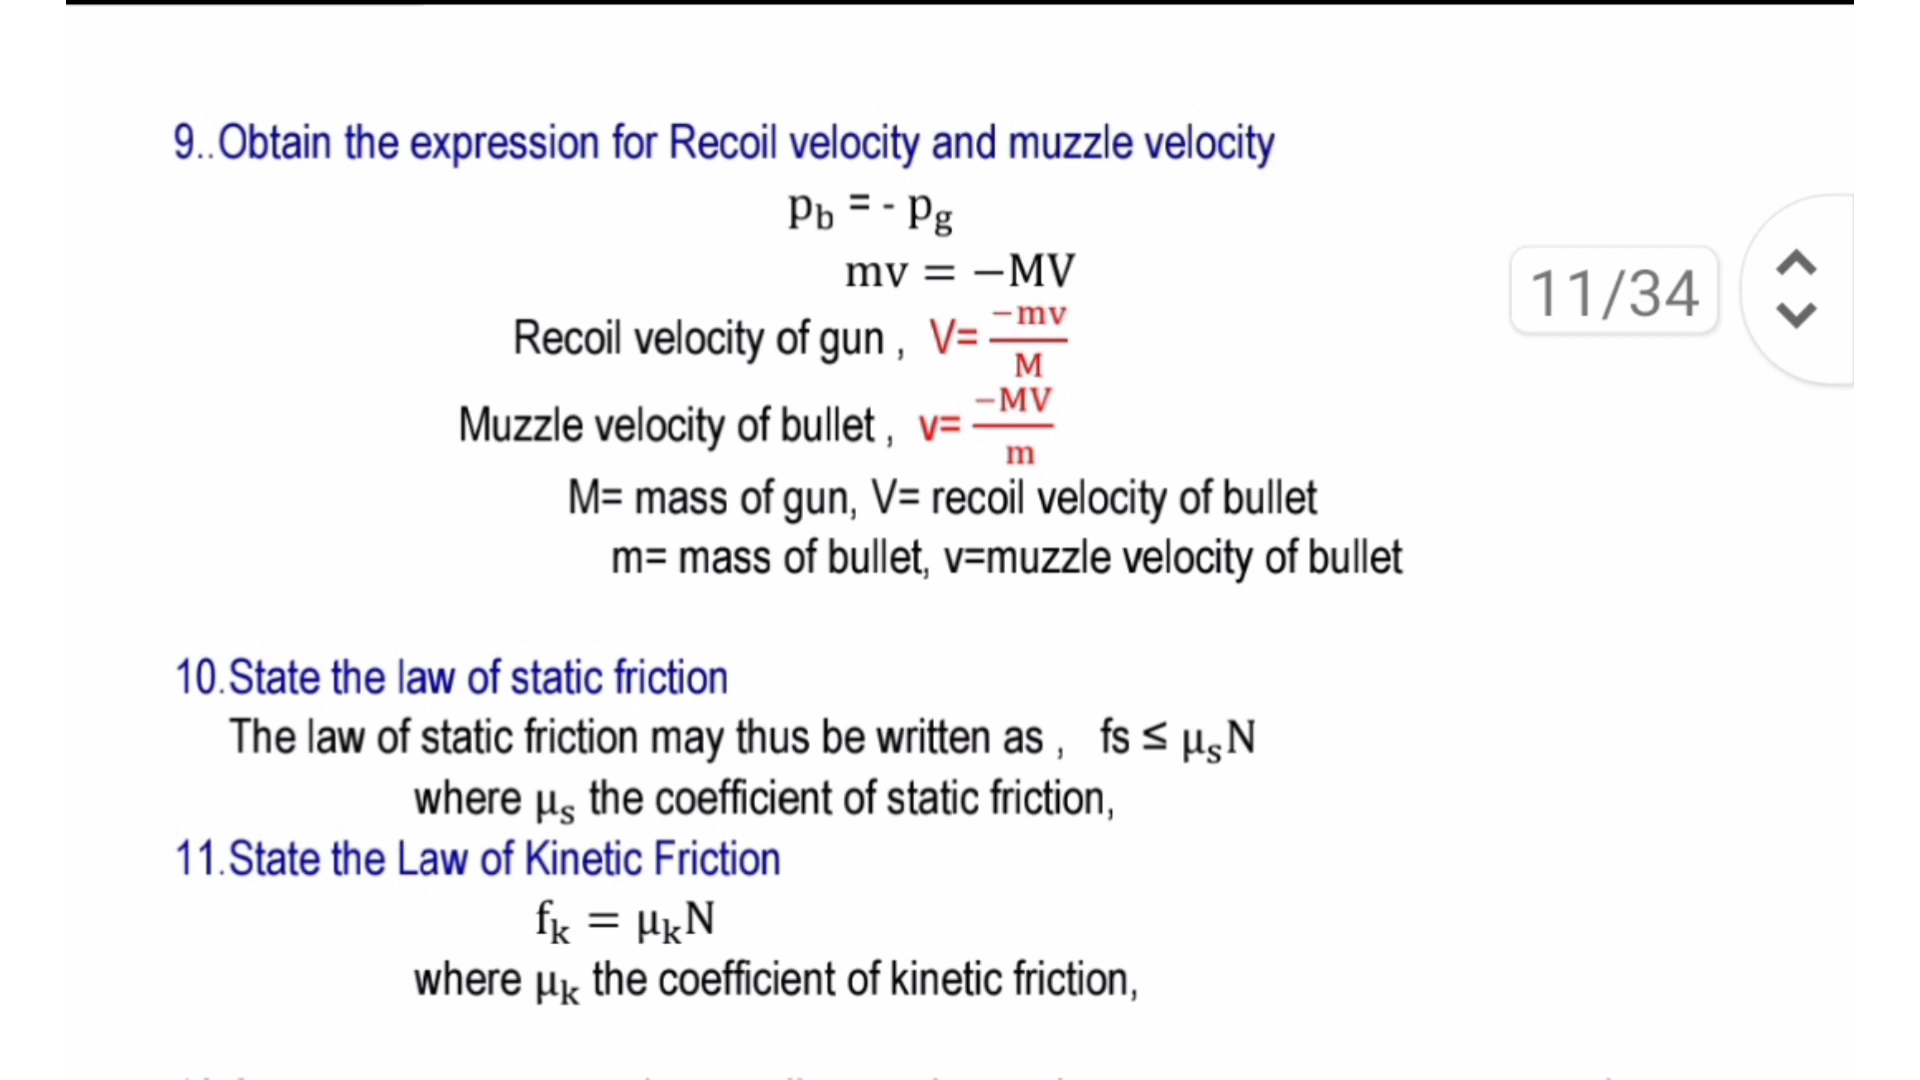 9..Obtain the expression for Recoil velocity and muzzle velocity
p_b = - p_g
mv = −MV
Recoil velocity of gun , V= −mv/M
Muzzle velocity of bullet , v= −MV/m
M= mass of gun, V= recoil velocity of bullet
m= mass of bullet, v=muzzle velocity of bullet
11/34
10.State the law of static friction
The law of static friction may thus be written as , fs ≤ μ_sN
where μ_s the coefficient of static friction,
11.State the Law of Kinetic Friction
f_k = μ_kN
where μ_k the coefficient of kinetic friction,